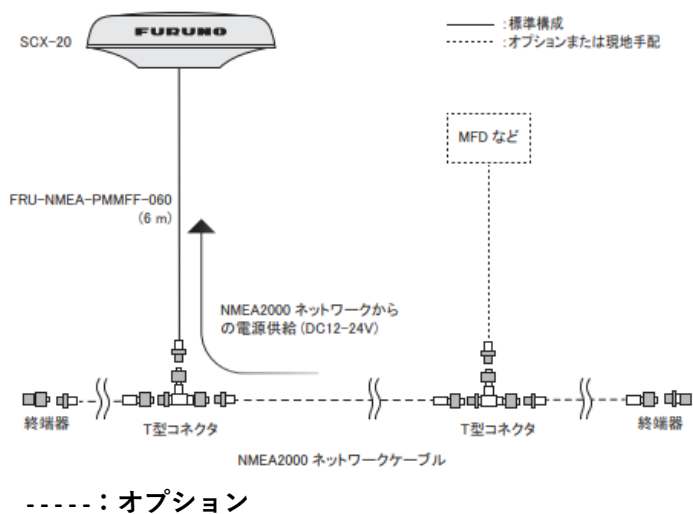 FURUNO
SCX-20
:標準構成
:オプションまたは現地手配
MFD など
FRU-NMEA-PMMFF-060
(6 m)
NMEA2000 ネットワークから
の電源供給(DC12-24V)
終端器
T型コネクタ
T型コネクタ
終端器
NMEA2000 ネットワークケーブル
-----:オプション